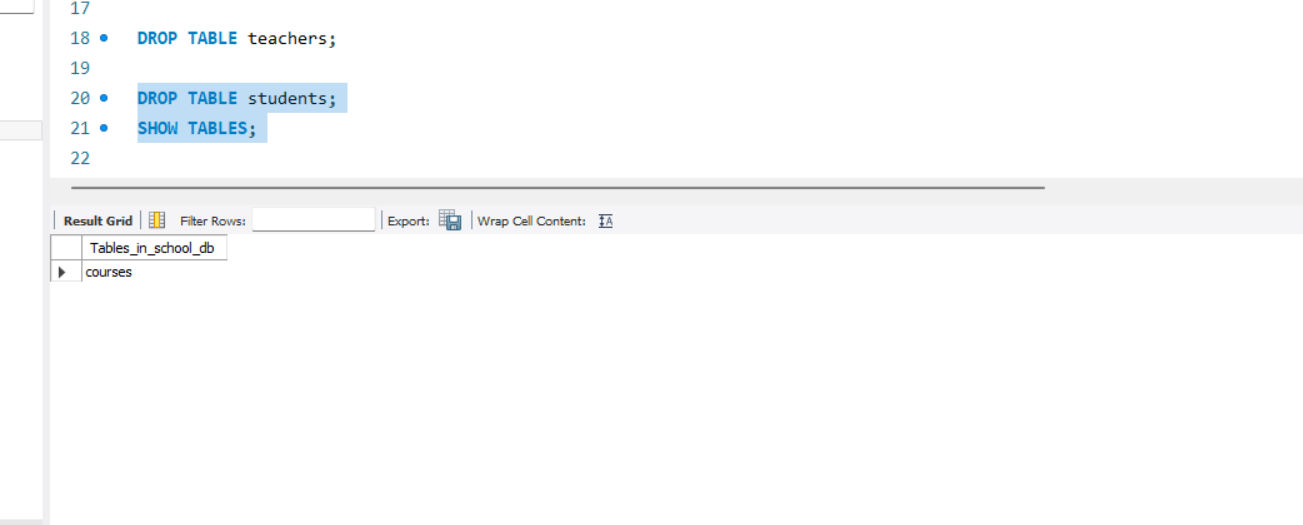 17
18 DROP TABLE teachers;
19
20 DROP TABLE students;
21 SHOW TABLES;
22
Result Grid Filter Rows: Export: Wrap Cell Content: IA
Tables_in_school_db
courses